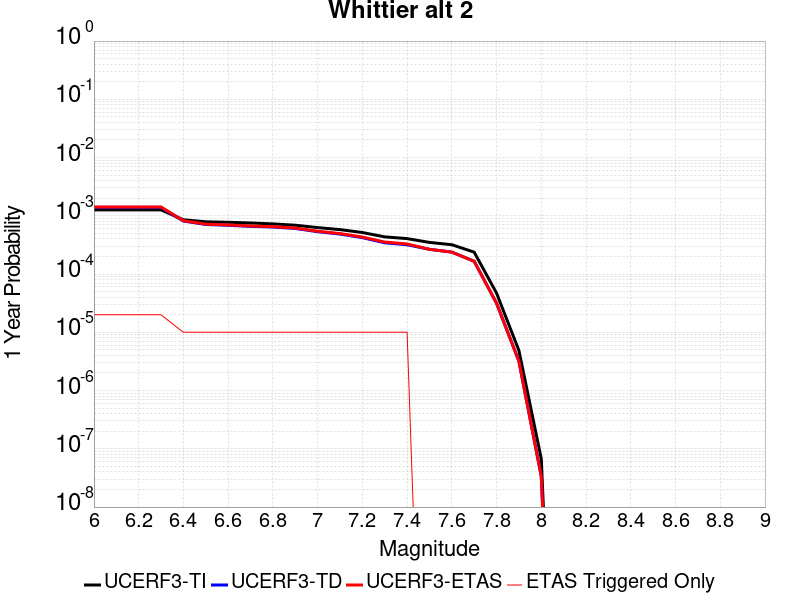 Whittier alt 2
10^0
10^-1
10^-2
10^-3
10^-4
10^-5
10^-6
10^-7
10^-8
1 Year Probability
6 6.2 6.4 6.6 6.8 7 7.2 7.4 7.6 7.8 8 8.2 8.4 8.6 8.8 9
Magnitude
UCERF3-TI UCERF3-TD UCERF3-ETAS ETAS Triggered Only